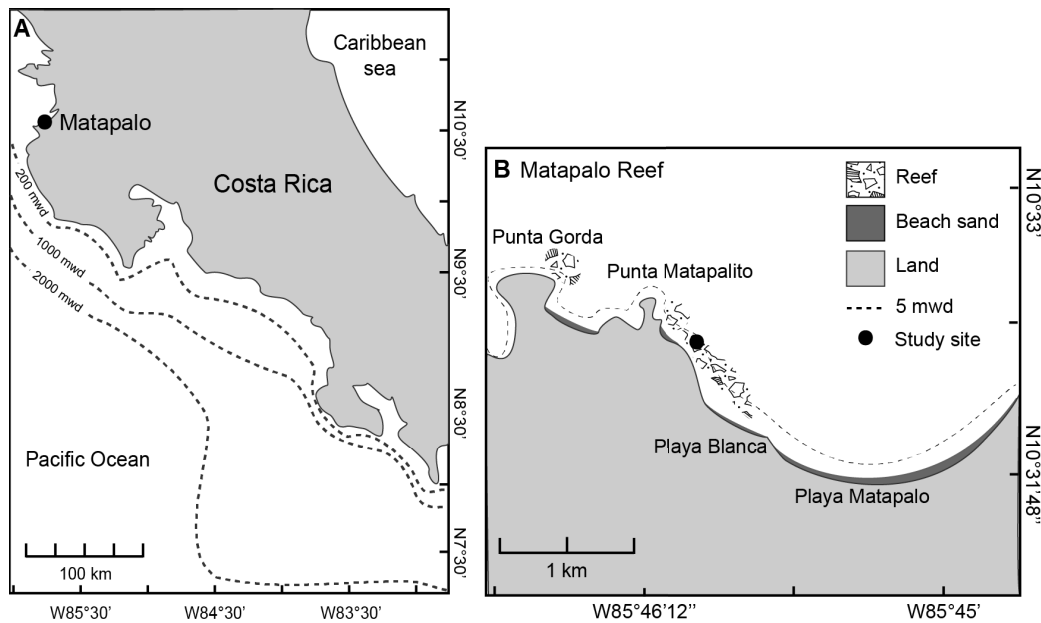 A
Caribbean
sea
Matapalo
Costa Rica
200 mwd
1000 mwd
2000 mwd
Pacific Ocean
100 km
N10°30’
N9°30’
N8°30’
N7°30’
W85°30’
W84°30’
W83°30’
B Matapalo Reef
Reef
Beach sand
Land
5 mwd
Study site
Punta Gorda
Punta Matapalito
Playa Blanca
Playa Matapalo
1 km
N10°33’
N10°31’48’’
W85°46’12’’
W85°45’